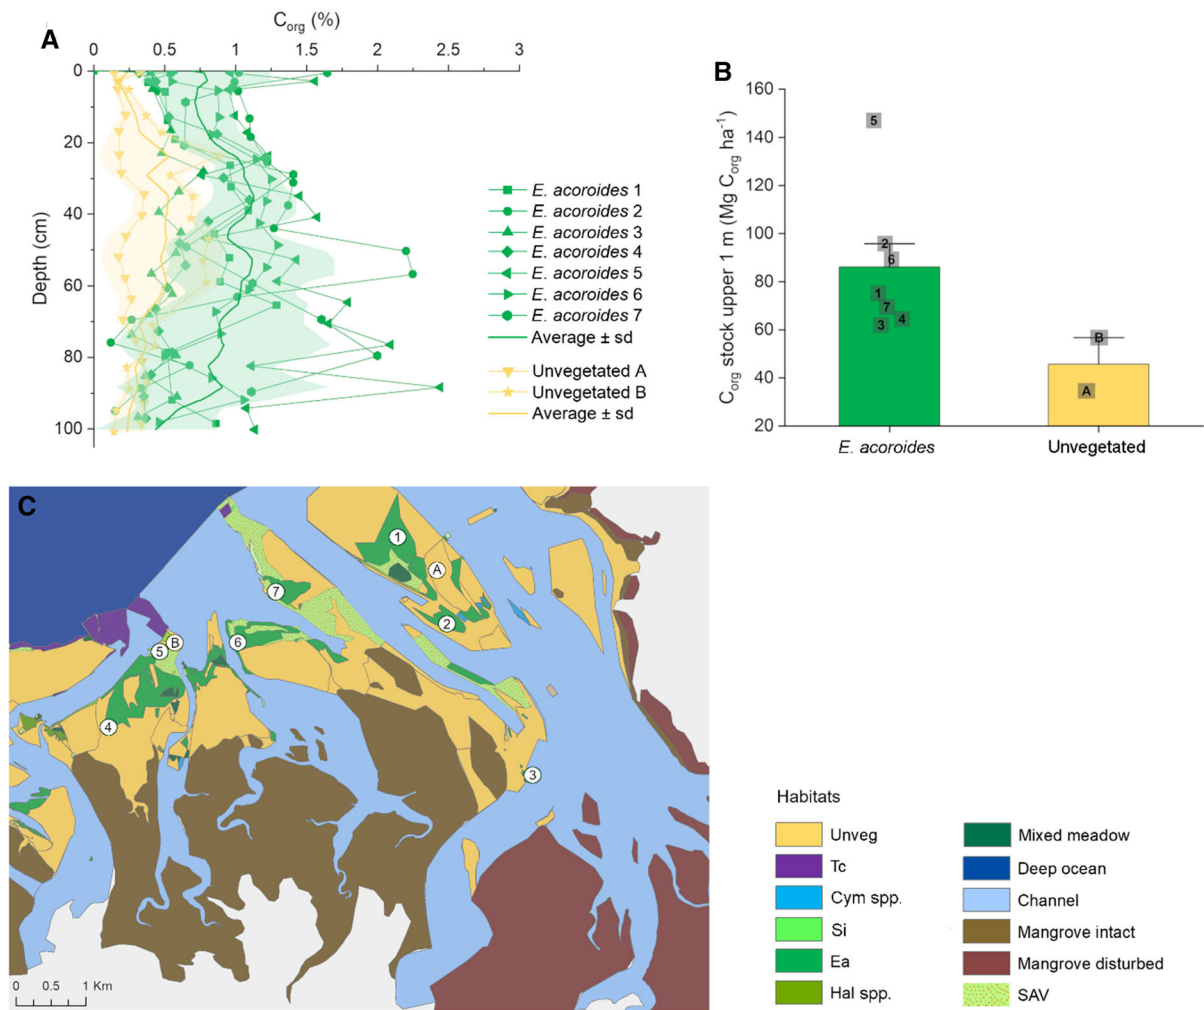 A
C_org (%)
0 0.5 1 1.5 2 2.5 3
0
20
40
60
80
100
Depth (cm)
E. acoroides 1
E. acoroides 2
E. acoroides 3
E. acoroides 4
E. acoroides 5
E. acoroides 6
E. acoroides 7
Average ± sd
Unvegetated A
Unvegetated B
Average ± sd
B
C_org stock upper 1 m (Mg C_org ha⁻¹)
160
140
120
100
80
60
40
20
5
2
6
1
7
4
3
B
A
E. acoroides Unvegetated
C
1
A
7
2
6
B
5
4
3
0 0.5 1 Km
Habitats
Unveg
Tc
Cym spp.
Si
Ea
Hal spp.
Mixed meadow
Deep ocean
Channel
Mangrove intact
Mangrove disturbed
SAV